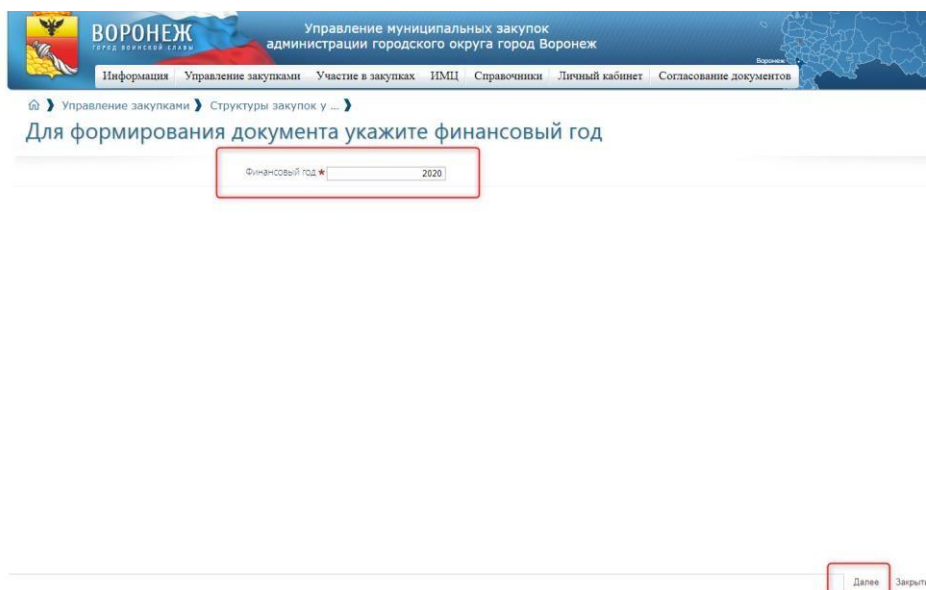 ВОРОНЕЖ
ГОРОД ВОИНСКОЙ СЛАВЫ
Управление муниципальных закупок
администрации городского округа город Воронеж
Воронеж
Информация Управление закупками Участие в закупках ИМЦ Справочники Личный кабинет Согласование документов
Управление закупками ❱ Структуры закупок у ... ❱
Для формирования документа укажите финансовый год
Финансовый год ★ 2020
Далее Закрыть